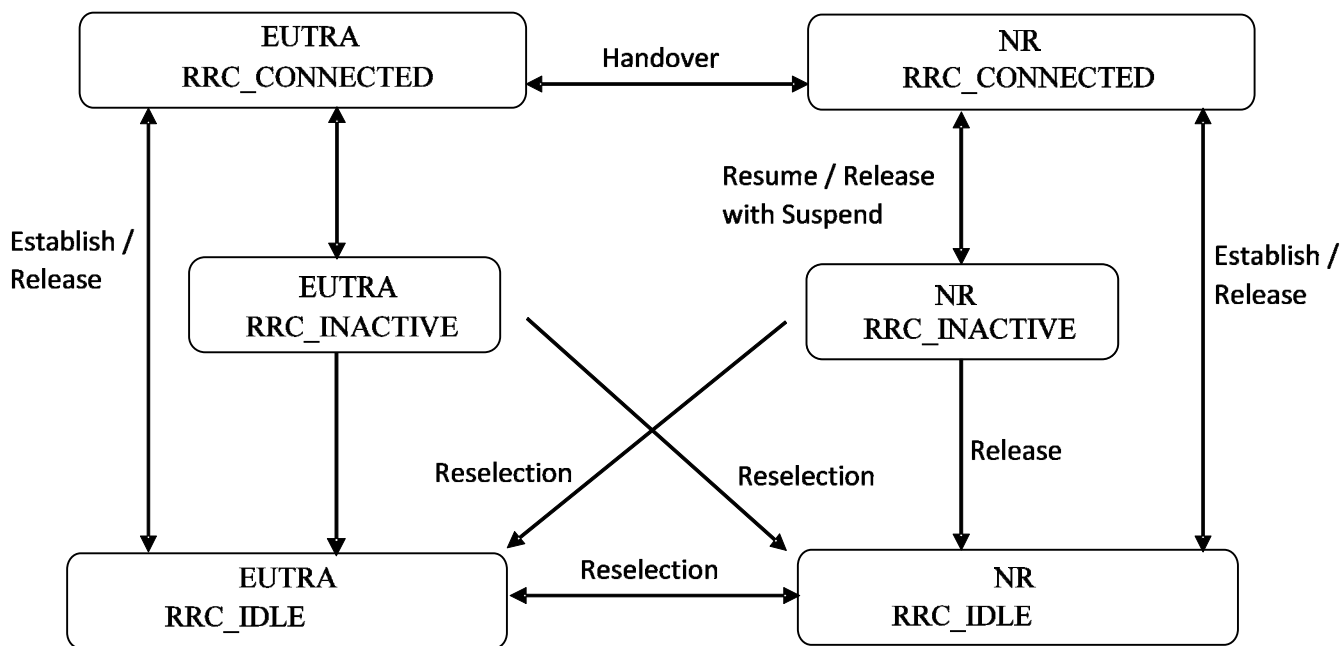 EUTRA
RRC_CONNECTED
Handover
NR
RRC_CONNECTED
Establish /
Release
Resume / Release
with Suspend
Establish /
Release
EUTRA
RRC_INACTIVE
NR
RRC_INACTIVE
Reselection
Reselection
Release
EUTRA
RRC_IDLE
Reselection
NR
RRC_IDLE